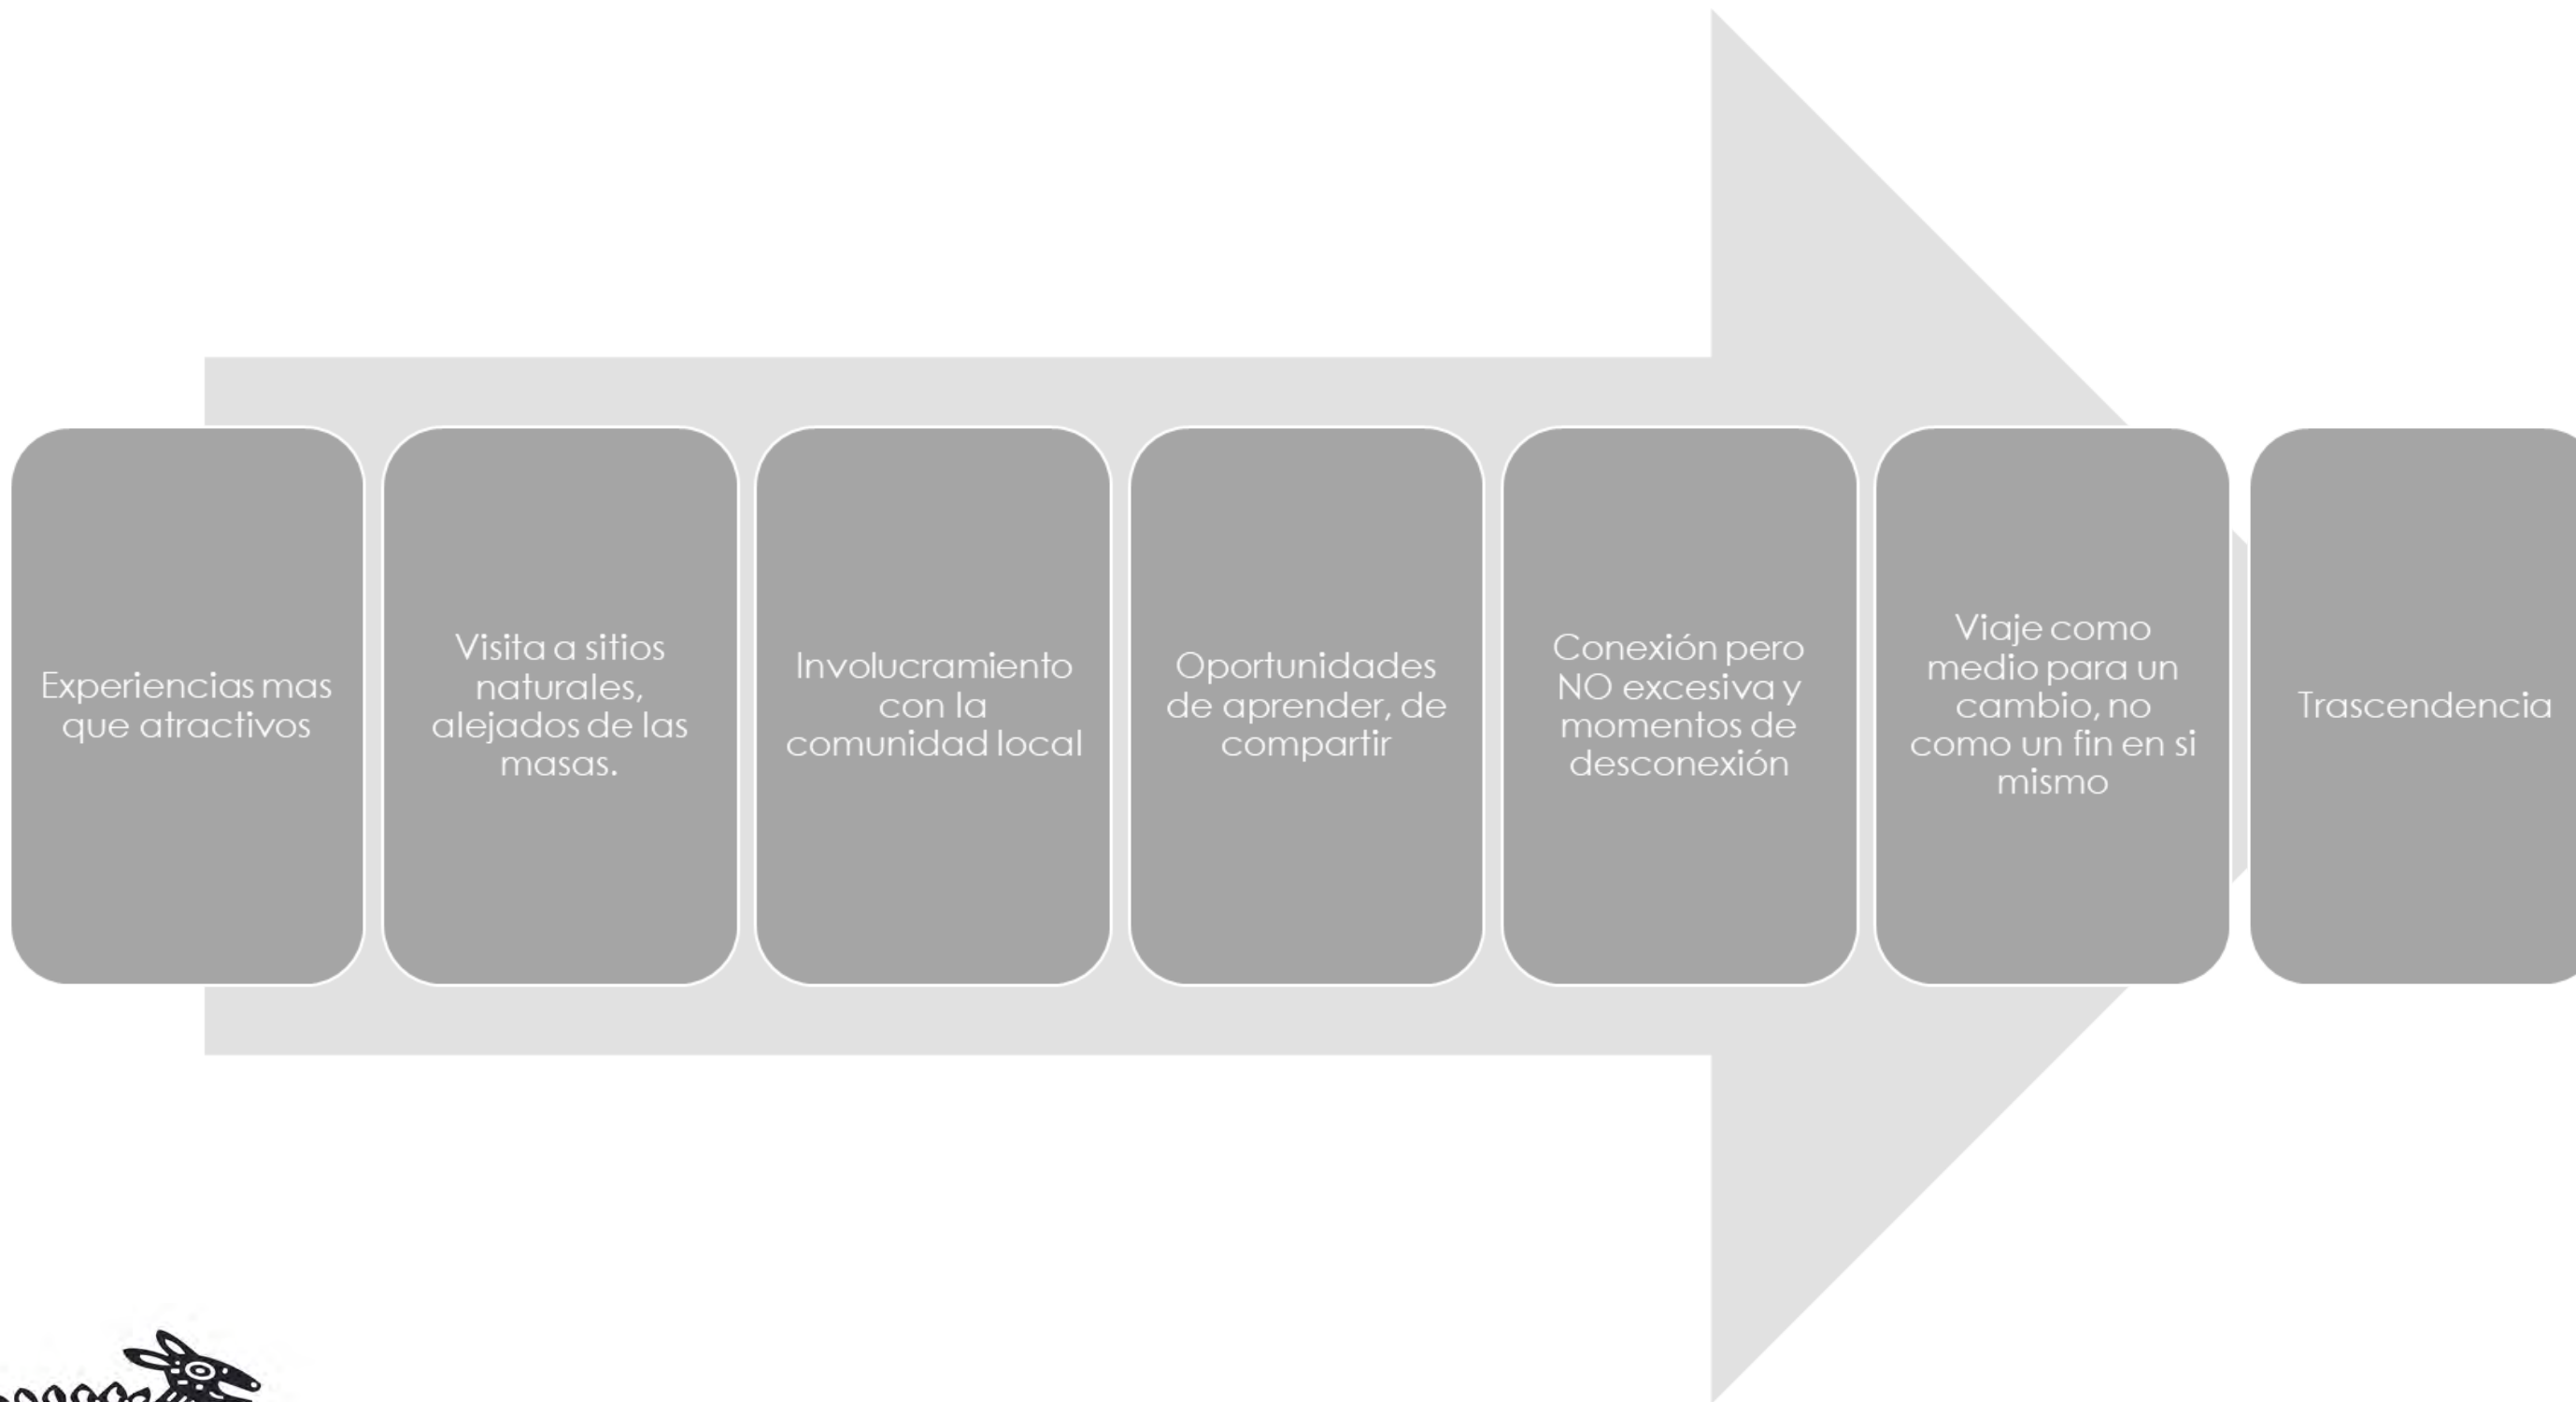 Experiencias mas
que atractivos
Visita a sitios
naturales,
alejados de las
masas.
Involucramiento
con la
comunidad local
Oportunidades
de aprender, de
compartir
Conexión pero
NO excesiva y
momentos de
desconexión
Viaje como
medio para un
cambio, no
como un fin en si
mismo
Trascendencia